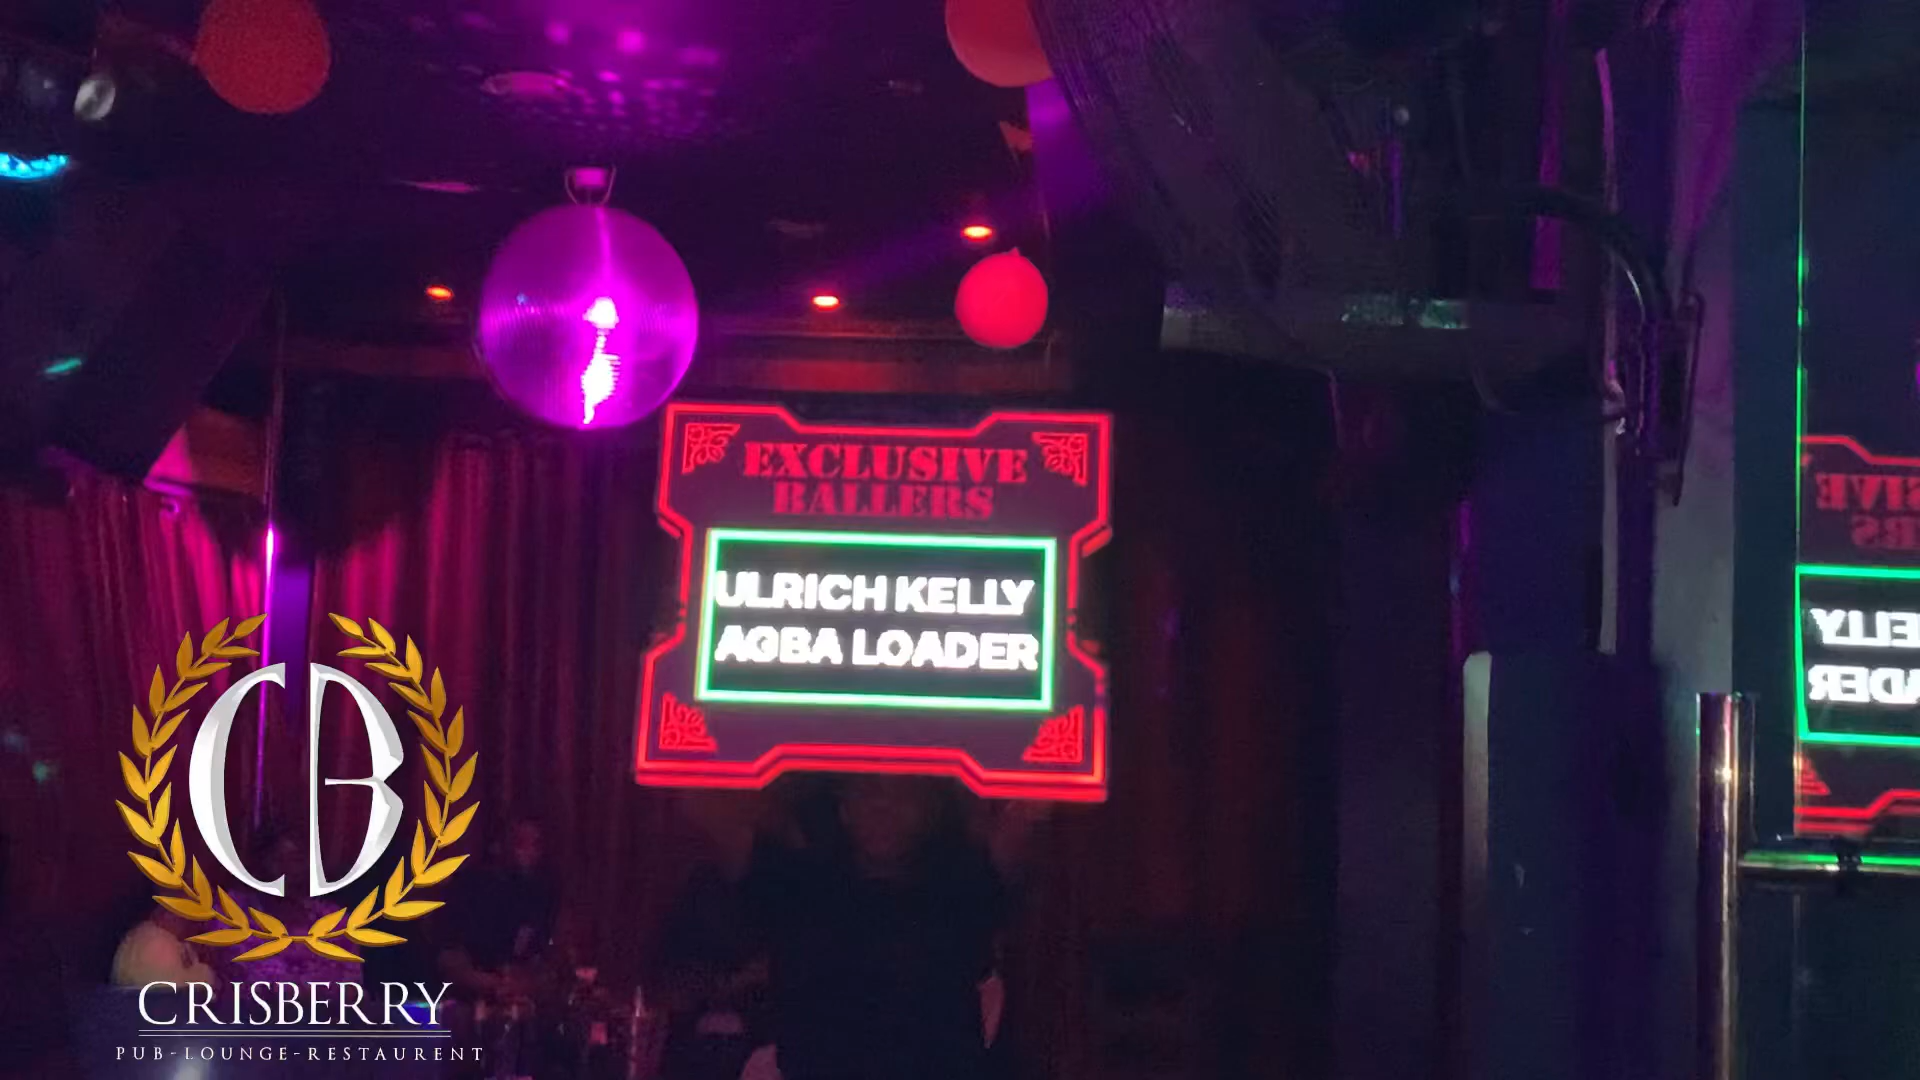 EXCLUSIVE
BALLERS
ULRICH KELLY
AGBA LOADER
CB
CRISBERRY
PUB-LOUNGE-RESTAURENT